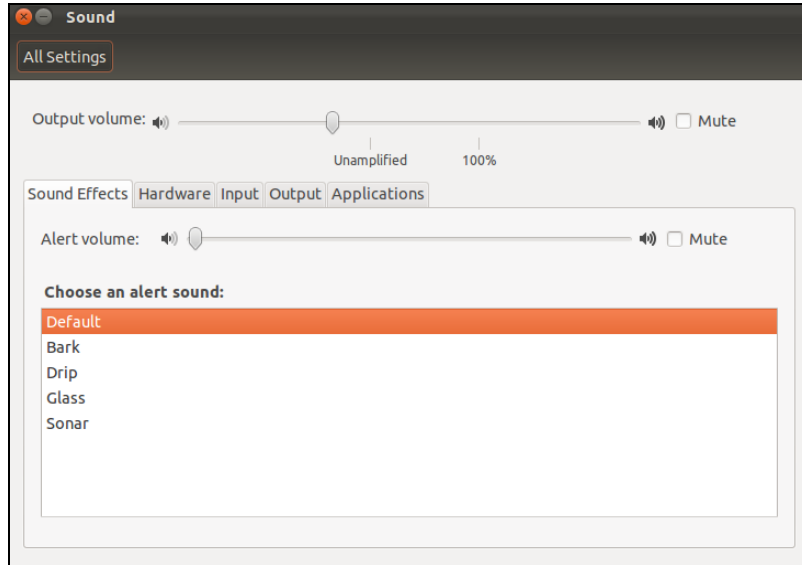 Sound
All Settings
Output volume: Mute
Unamplified 100%
Sound Effects Hardware Input Output Applications
Alert volume: Mute
Choose an alert sound:
Default
Bark
Drip
Glass
Sonar